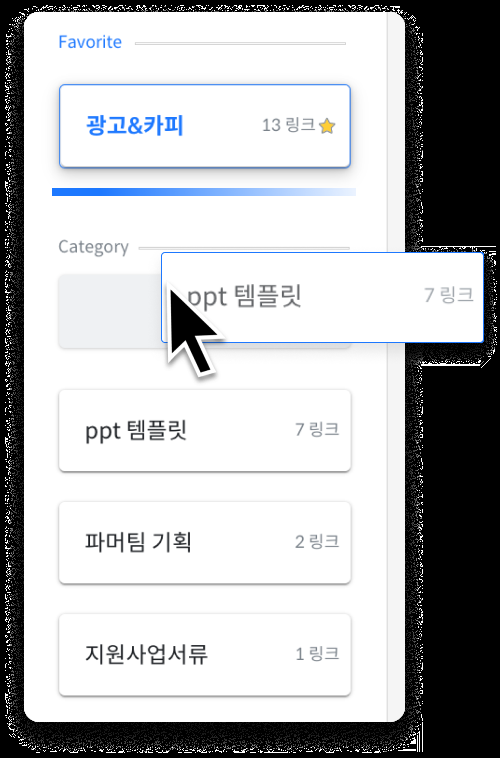 Favorite
광고&카피 13 링크
Category
ppt 템플릿 7 링크
ppt 템플릿 7 링크
파머팀 기획 2 링크
지원사업서류 1 링크